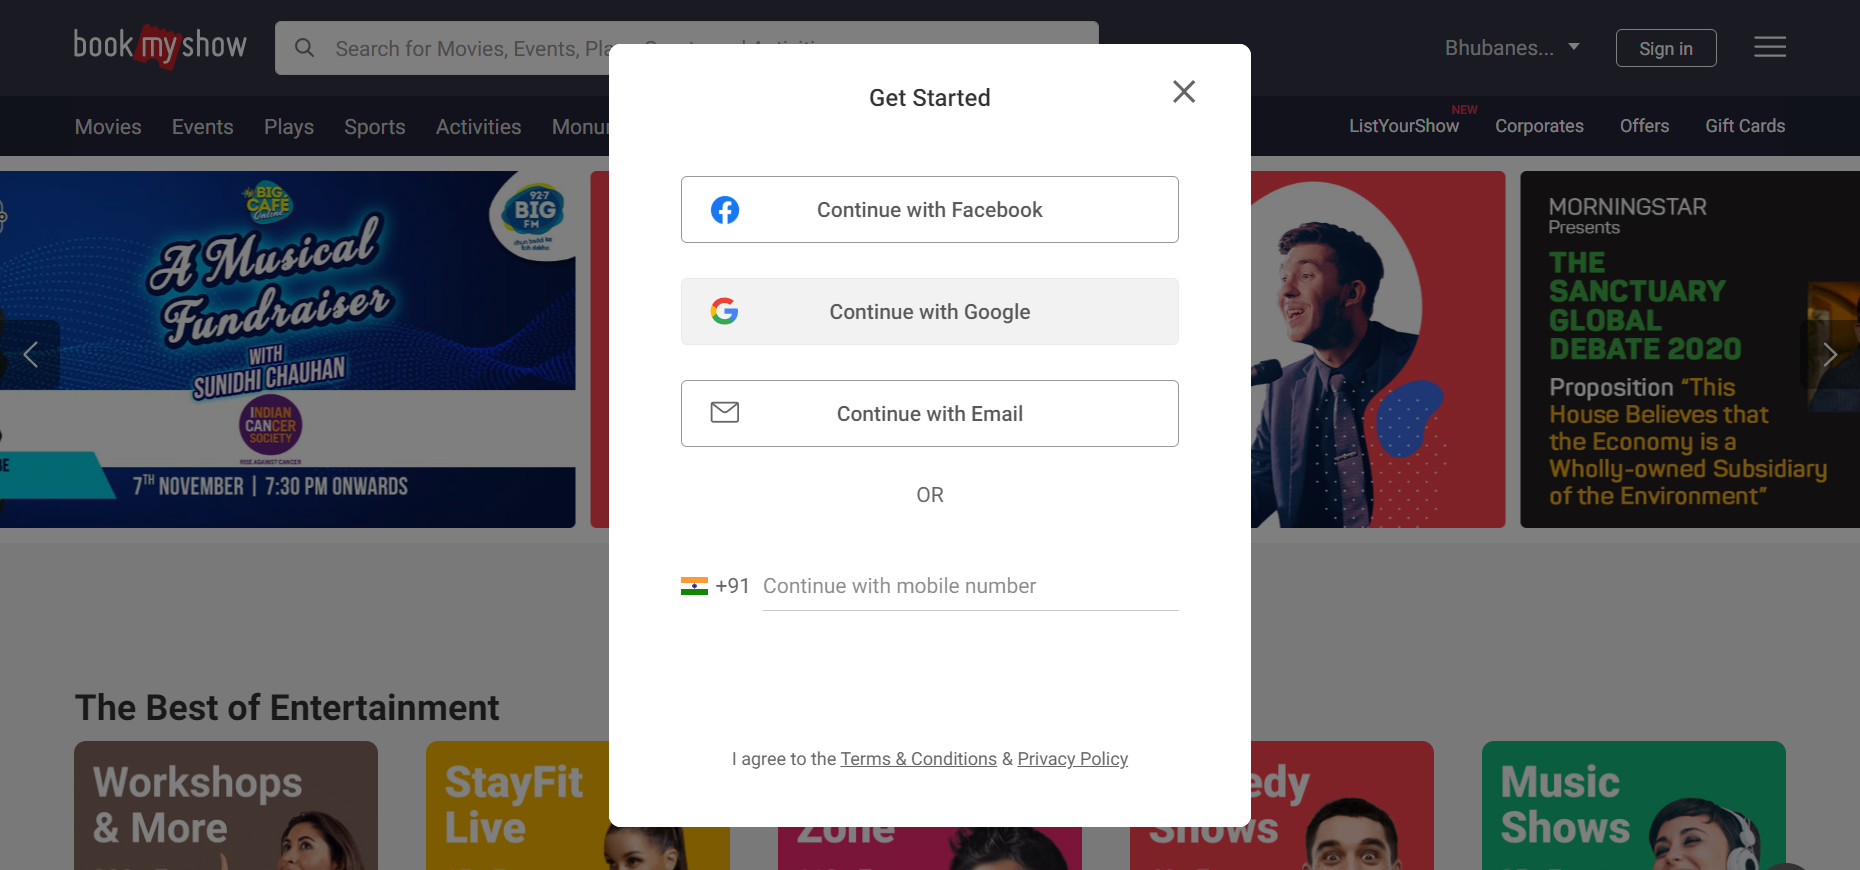 bookmyshow
Search for Movies, Events, Pla
Bhubanes...
Sign in
Movies
Events
Plays
Sports
Activities
Monu
ListYourShow
NEW
Corporates
Offers
Gift Cards
Get Started
Continue with Facebook
Continue with Google
Continue with Email
OR
+91
Continue with mobile number
I agree to the Terms & Conditions & Privacy Policy
BIG
CAFE
Online
92.7
BIG
FM
A Musical
Fundraiser
WITH
SUNIDHI CHAUHAN
INDIAN
CANCER
SOCIETY
RISE AGAINST CANCER
7TH NOVEMBER | 7:30 PM ONWARDS
MORNINGSTAR
Presents
THE
SANCTUARY
GLOBAL
DEBATE 2020
Proposition “This
House Believes that
the Economy is a
Wholly-owned Subsidiary
of the Environment”
The Best of Entertainment
Workshops
& More
StayFit
Live
Zone
edy
Shows
Music
Shows